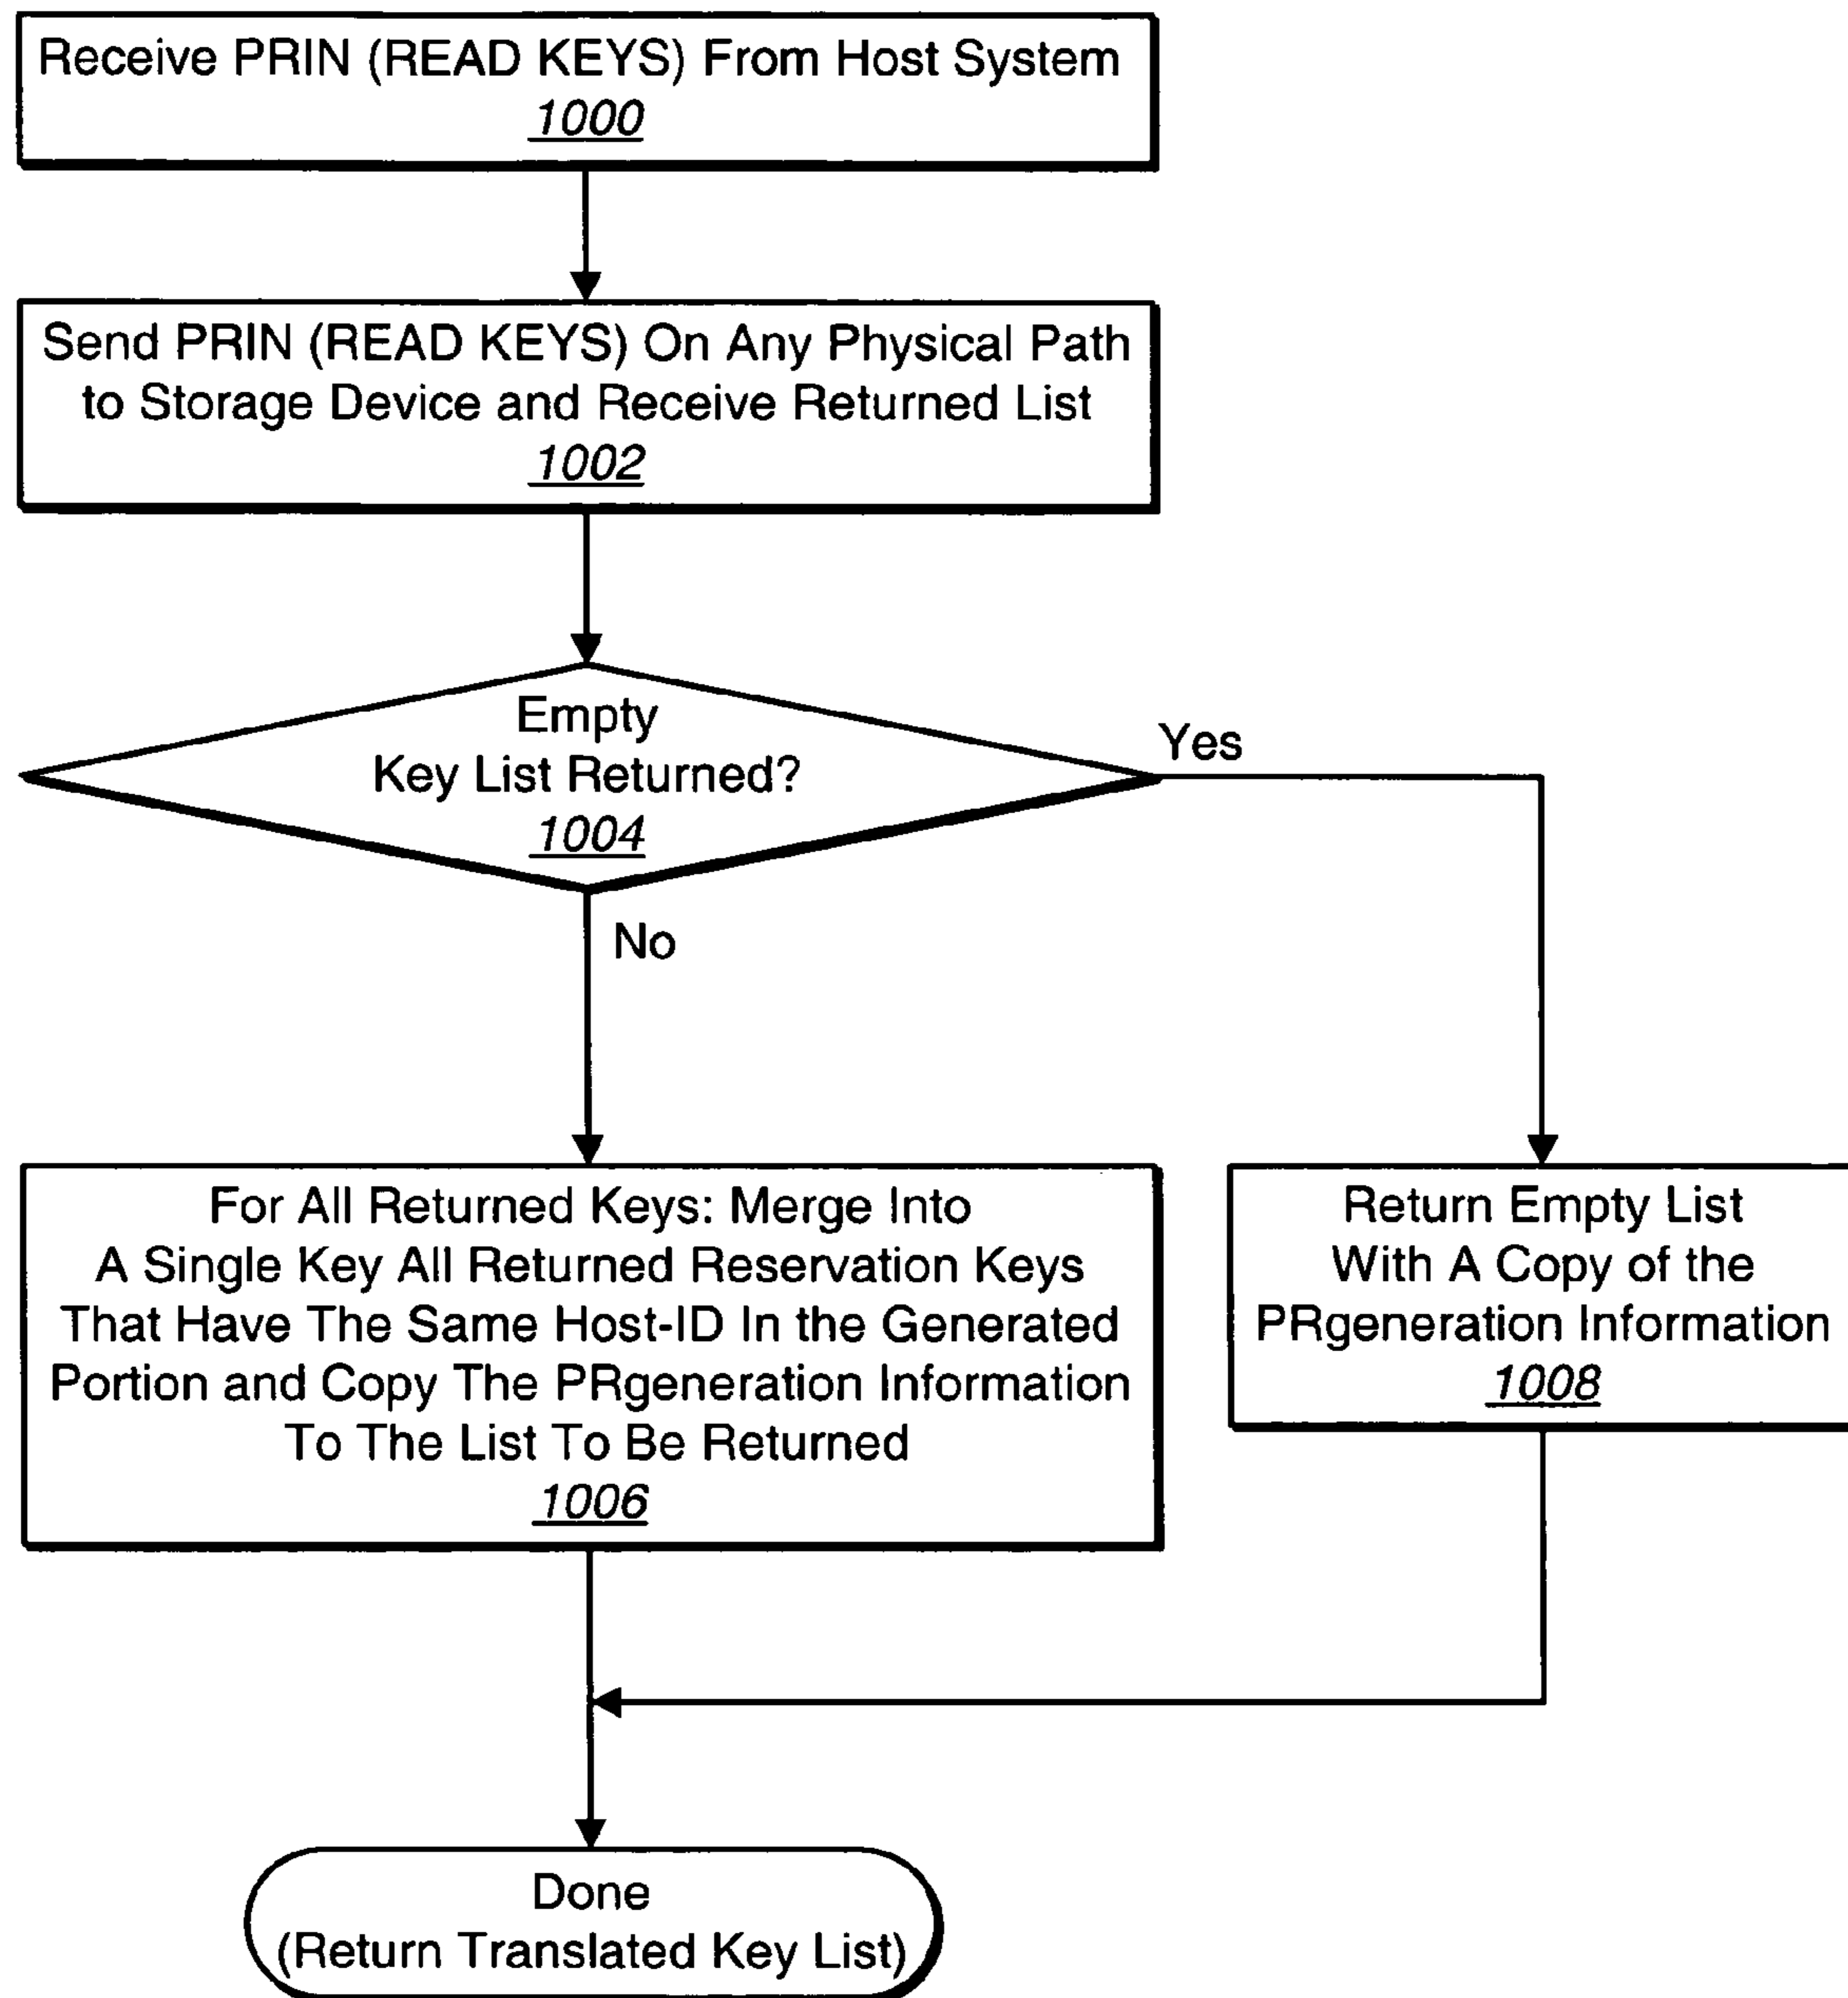 Receive PRIN (READ KEYS) From Host System
1000
Send PRIN (READ KEYS) On Any Physical Path
to Storage Device and Receive Returned List
1002
Empty
Key List Returned?
1004
Yes
No
For All Returned Keys: Merge Into
A Single Key All Returned Reservation Keys
That Have The Same Host-ID In the Generated
Portion and Copy The PRgeneration Information
To The List To Be Returned
1006
Return Empty List
With A Copy of the
PRgeneration Information
1008
Done
(Return Translated Key List)